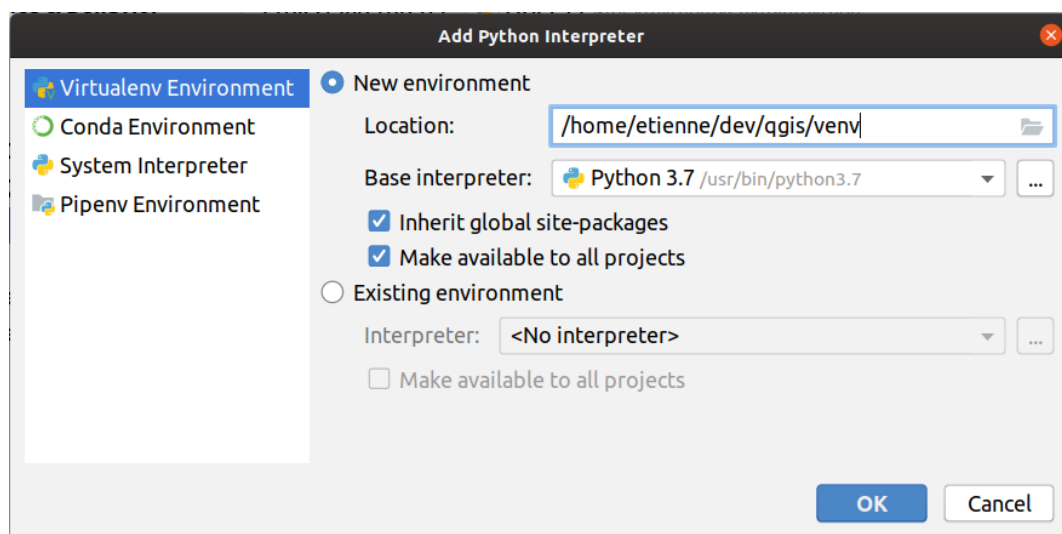 Add Python Interpreter
Virtualenv Environment
Conda Environment
System Interpreter
Pipenv Environment
New environment
Location: /home/etienne/dev/qgis/venv
Base interpreter: Python 3.7 /usr/bin/python3.7 ...
Inherit global site-packages
Make available to all projects
Existing environment
Interpreter: <No interpreter> ...
Make available to all projects
OK Cancel